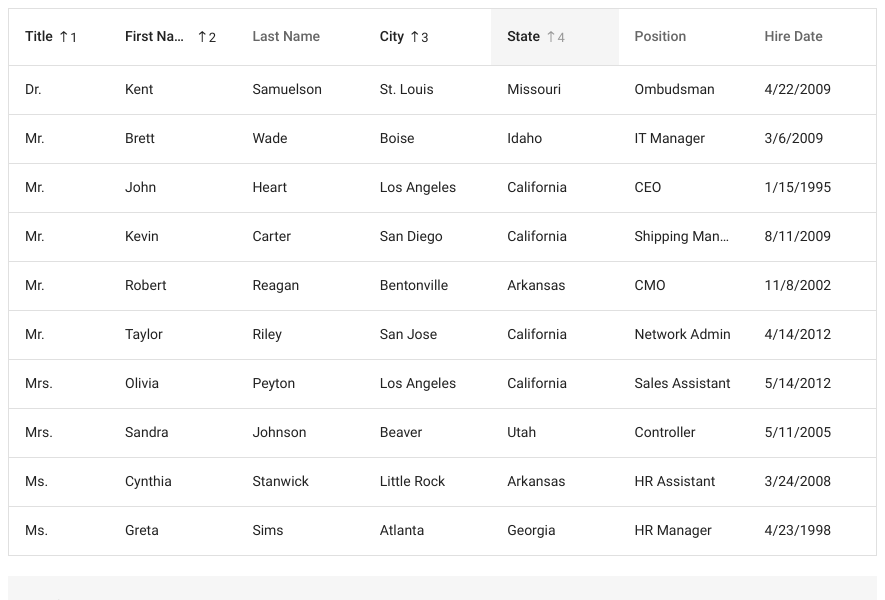 Title ↑1 First Na... ↑2 Last Name City ↑3 State ↑4 Position Hire Date
Dr. Kent Samuelson St. Louis Missouri Ombudsman 4/22/2009
Mr. Brett Wade Boise Idaho IT Manager 3/6/2009
Mr. John Heart Los Angeles California CEO 1/15/1995
Mr. Kevin Carter San Diego California Shipping Man... 8/11/2009
Mr. Robert Reagan Bentonville Arkansas CMO 11/8/2002
Mr. Taylor Riley San Jose California Network Admin 4/14/2012
Mrs. Olivia Peyton Los Angeles California Sales Assistant 5/14/2012
Mrs. Sandra Johnson Beaver Utah Controller 5/11/2005
Ms. Cynthia Stanwick Little Rock Arkansas HR Assistant 3/24/2008
Ms. Greta Sims Atlanta Georgia HR Manager 4/23/1998